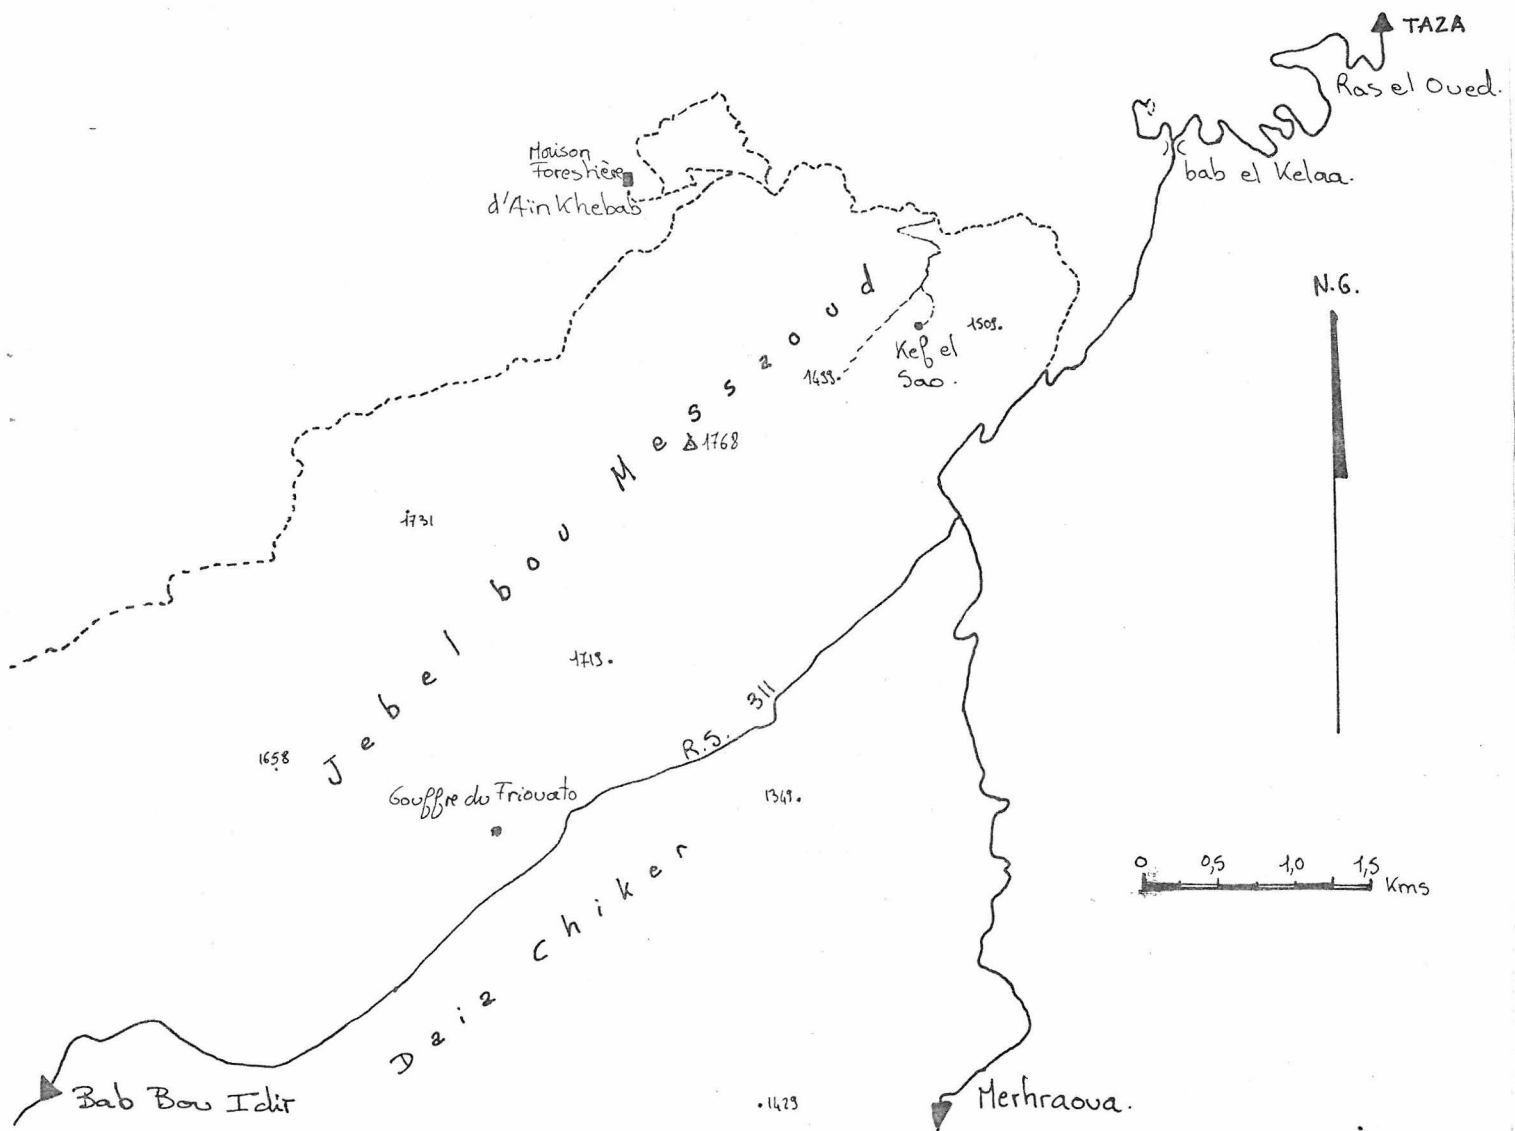 TAZA
Ras el Oued.
bab el Kelaa.
Maison
Forestière
d'Aïn Khebab
N.G.
Jebel bou Messaoud
1509.
Kef el
Sao.
1499.
1768
1731
1719.
1658
R.S. 311
Gouffre du Friouato
1349.
0 0,5 1,0 1,5 Kms
Daia Chiker
Bab Bou Idir
.1429
Merhraoua.